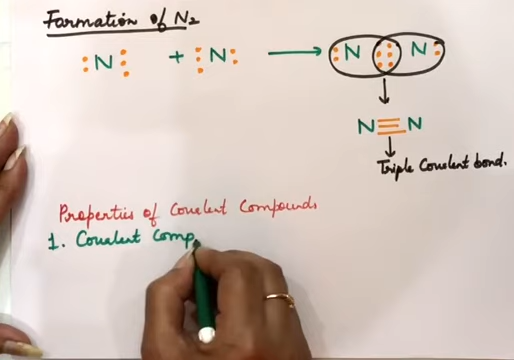 Formation of N₂
:N⋮ + ⋮N: → :N ⋮⋮ N:
N≡N
Triple Covalent bond.
Properties of Covalent Compounds
1. Covalent Comp